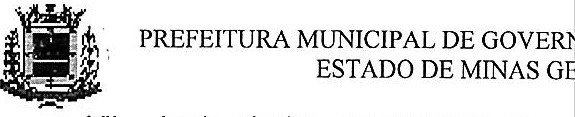 PREFEITURA MUNICIPAL DE GOVERN
ESTADO DE MINAS GE